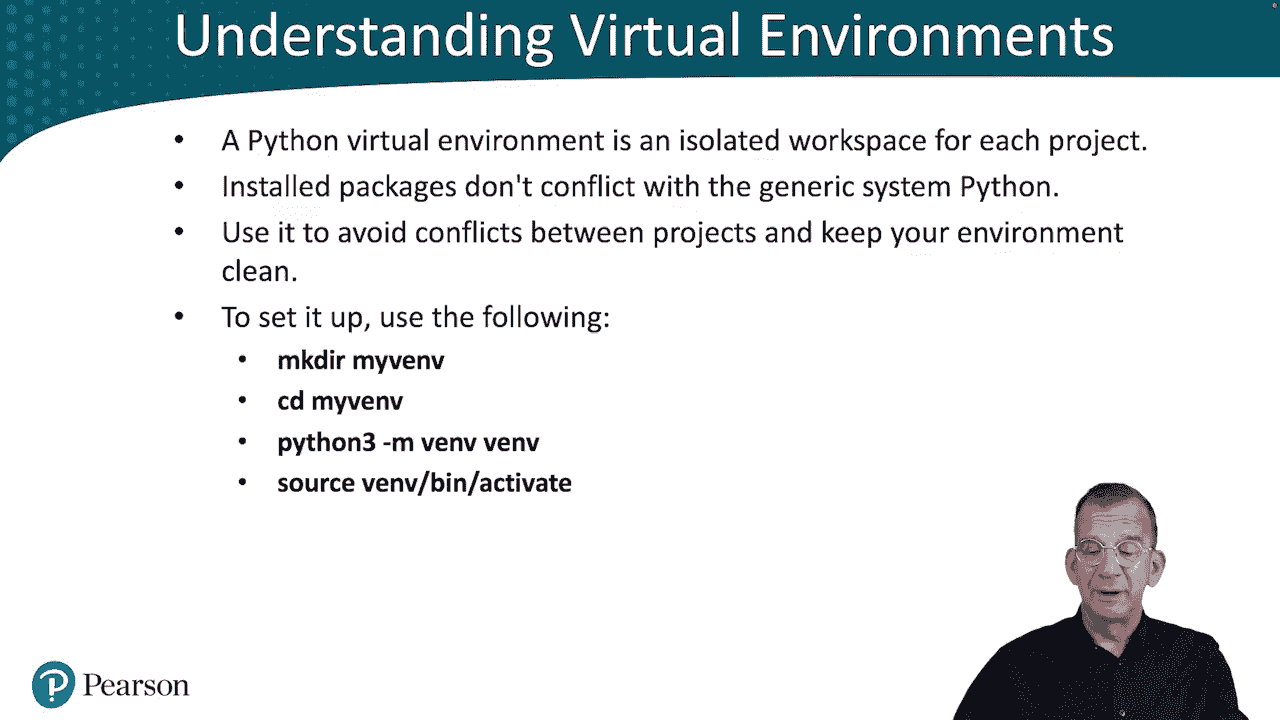 Understanding Virtual Environments
• A Python virtual environment is an isolated workspace for each project.
• Installed packages don't conflict with the generic system Python.
• Use it to avoid conflicts between projects and keep your environment
clean.
• To set it up, use the following:
• mkdir myvenv
• cd myvenv
• python3 -m venv venv
• source venv/bin/activate
Pearson